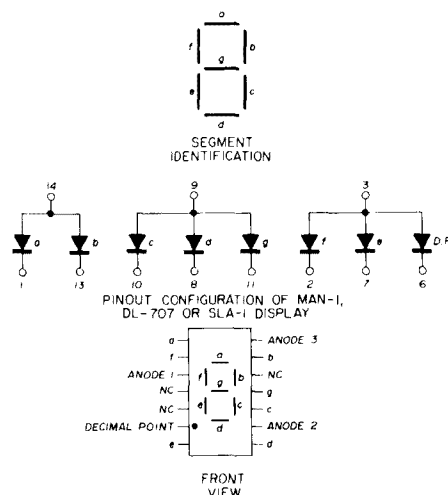 a
f b
g
e c
d
SEGMENT
IDENTIFICATION
14 9 3
a b c d g f e D.P.
1 13 10 8 11 2 7 6
PINOUT CONFIGURATION OF MAN-1,
DL-707 OR SLA-1 DISPLAY
a ANODE 3
f a b
ANODE 1 f b NC
NC g g
NC e c c
DECIMAL POINT d ANODE 2
e d
FRONT
VIEW